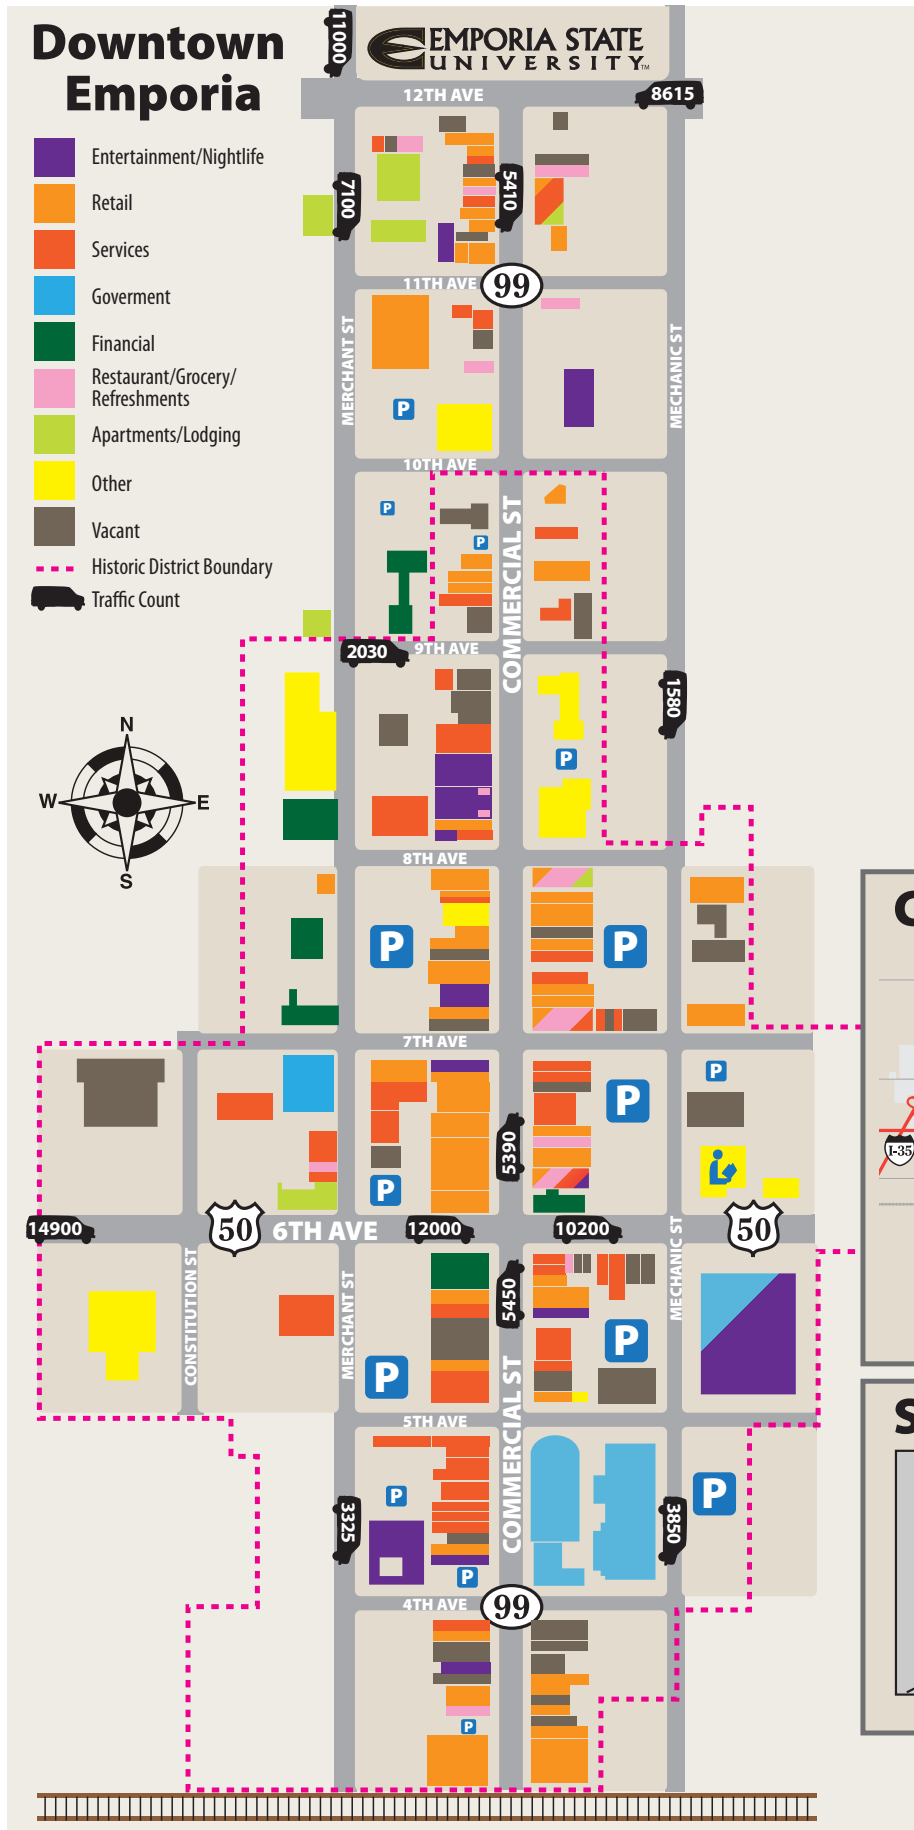 Downtown
Emporia
11000
EMPORIA STATE
UNIVERSITY™
12TH AVE
8615
Entertainment/Nightlife
Retail
Services
Goverment
Financial
Restaurant/Grocery/
Refreshments
Apartments/Lodging
Other
Vacant
Historic District Boundary
Traffic Count
7100
5410
11TH AVE
99
MERCHANT ST
MECHANIC ST
P
10TH AVE
P
P
COMMERCIAL ST
9TH AVE
2030
1580
N
W
E
S
P
8TH AVE
P
P
7TH AVE
P
P
5390
P
I-35
14900
50
6TH AVE
12000
10200
50
CONSTITUTION ST
MERCHANT ST
5450
MECHANIC ST
P
P
COMMERCIAL ST
5TH AVE
P
P
3325
3850
P
4TH AVE
99
P
C
S